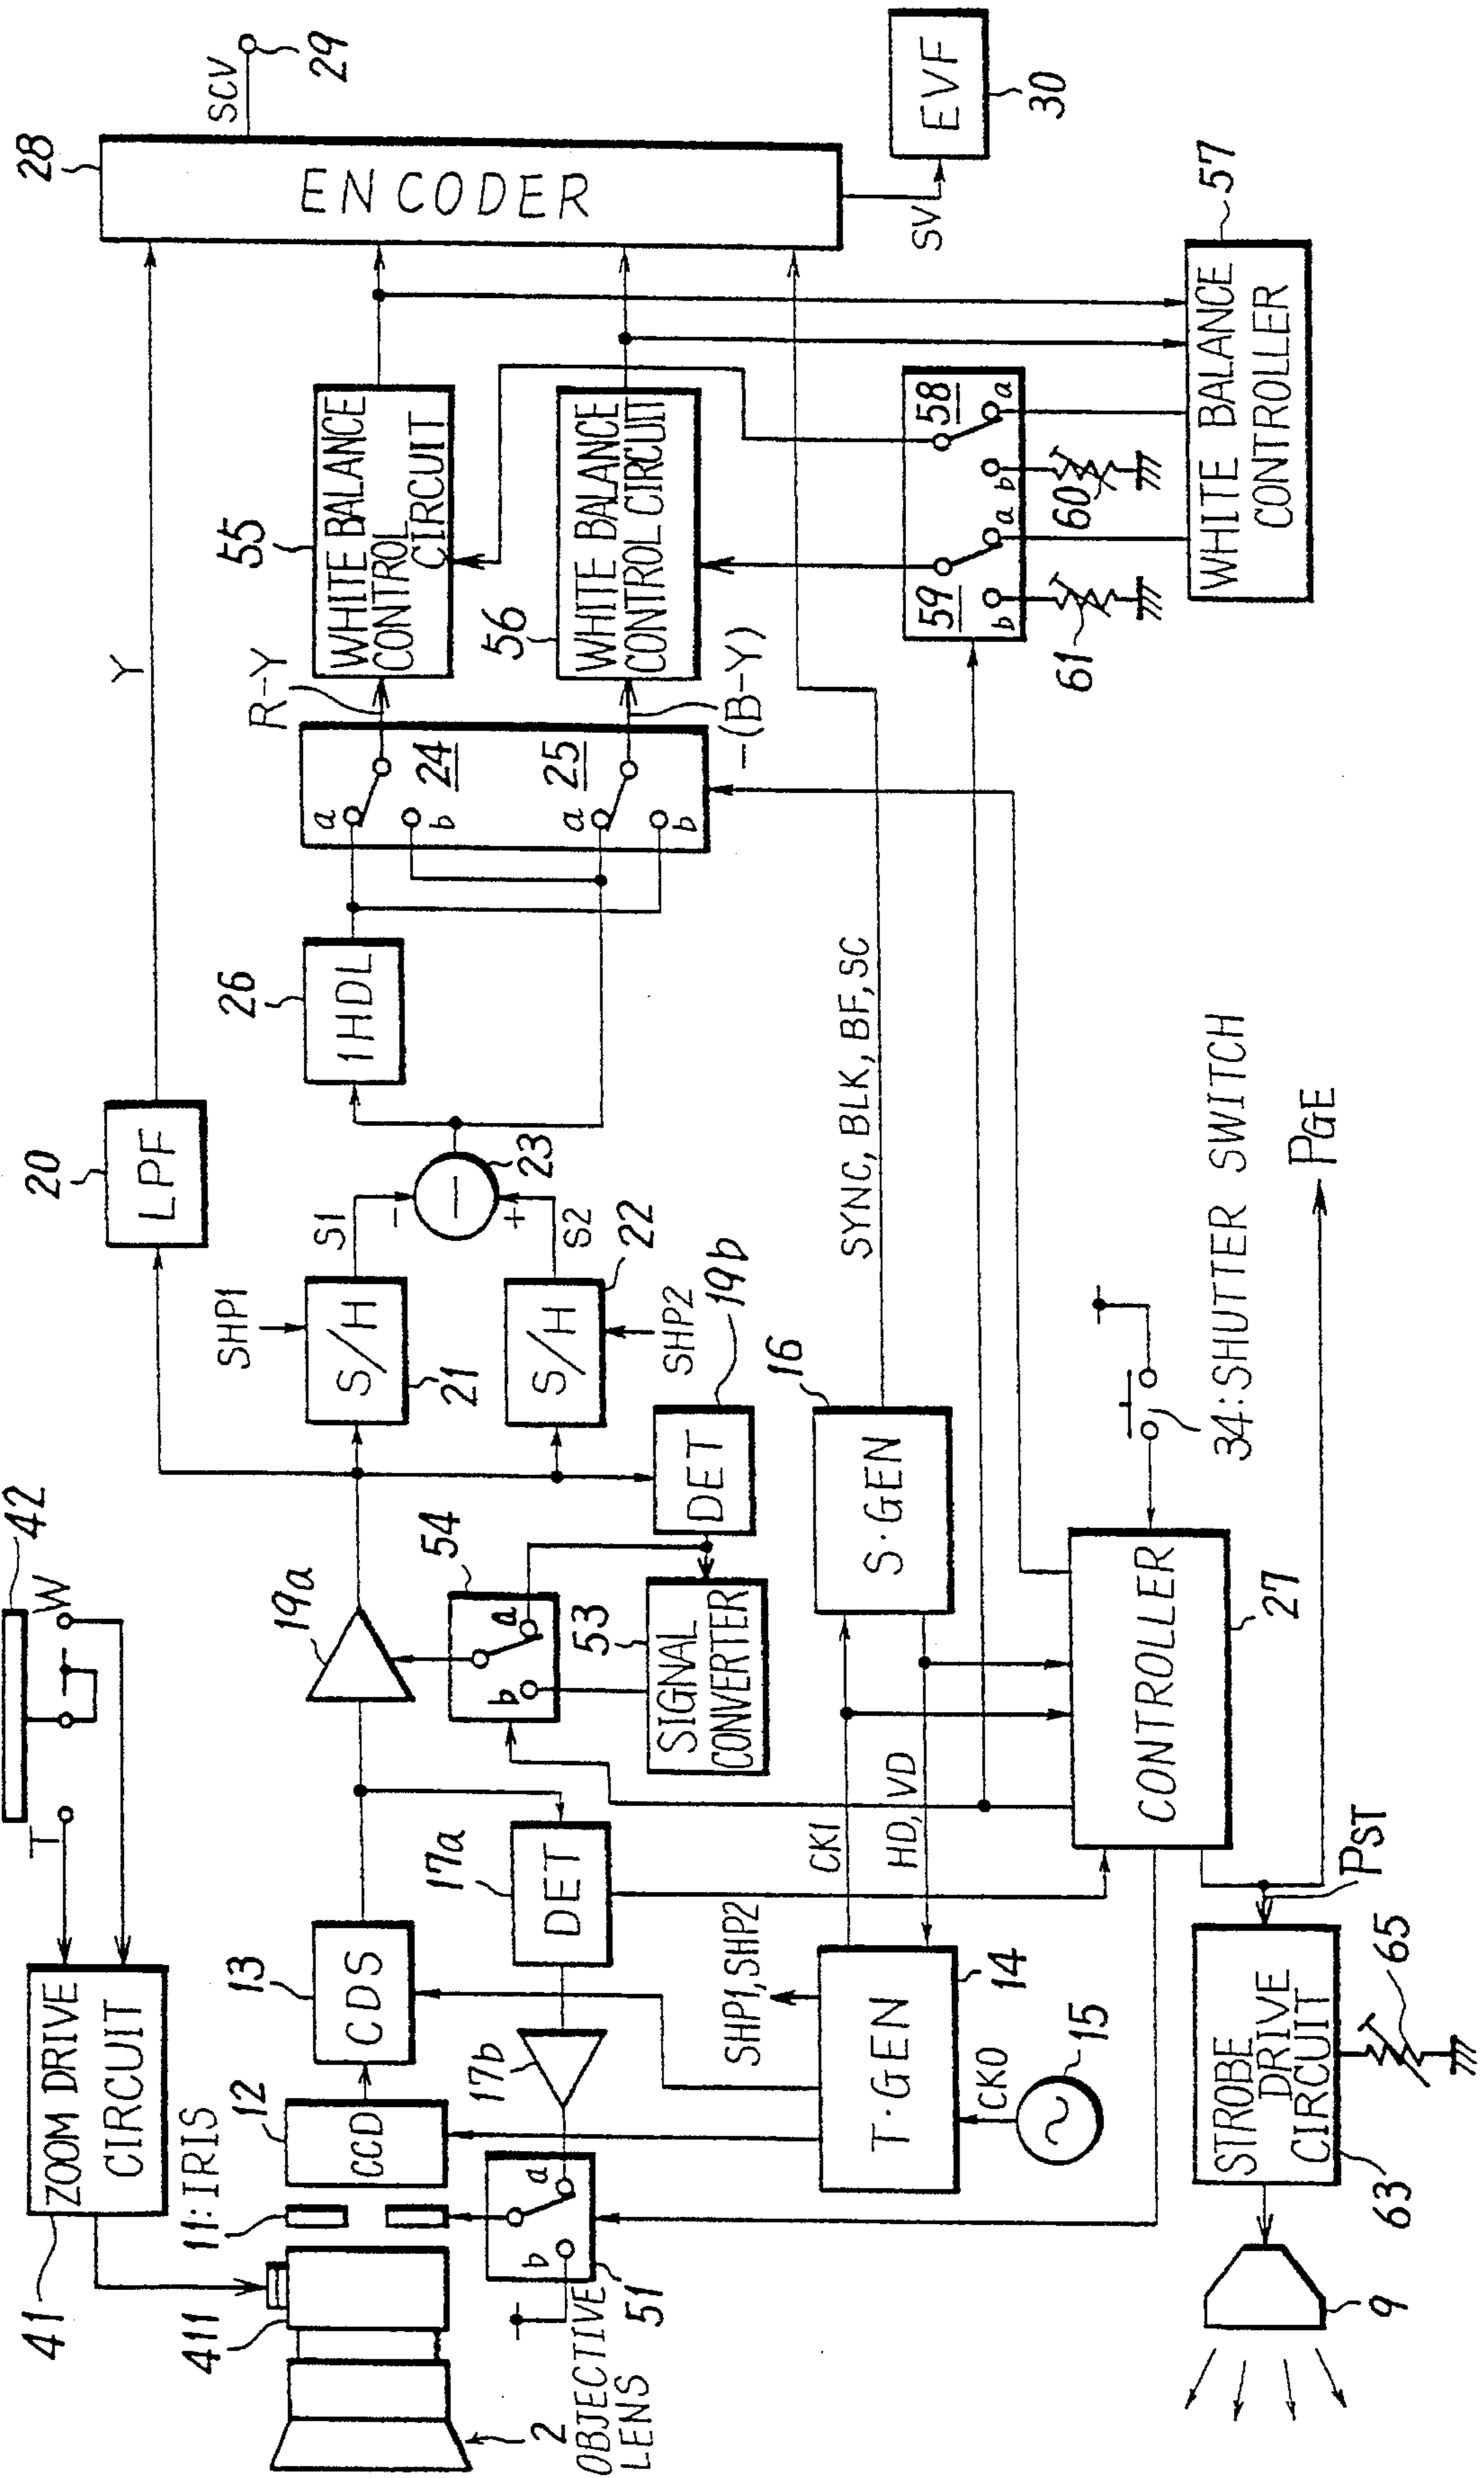 42
T
W
41
ZOOM DRIVE
CIRCUIT
411
11:IRIS
12
CCD
13
CDS
2
OBJECTIVE
LENS
51
a
b
17b
17a
DET
19a
54
a
b
53
SIGNAL
CONVERTER
DET
19b
20
LPF
Y
SHP1
S/H
21
S1
S/H
22
SHP2
S2
-
+
23
26
1HDL
a
b
24
a
b
25
R-Y
-(B-Y)
55
WHITE BALANCE
CONTROL
CIRCUIT
56
WHITE BALANCE
CONTROL CIRCUIT
28
ENCODER
SCV
29
SV
EVF
30
58
a
b
59
a
b
60
61
57
WHITE BALANCE
CONTROLLER
SYNC, BLK, BF, SC
16
S·GEN
CK1
HD, VD
SHP1, SHP2
T·GEN
14
CK0
15
CONTROLLER
27
34:SHUTTER SWITCH
PGE
PST
STROBE
DRIVE
CIRCUIT
63
65
9